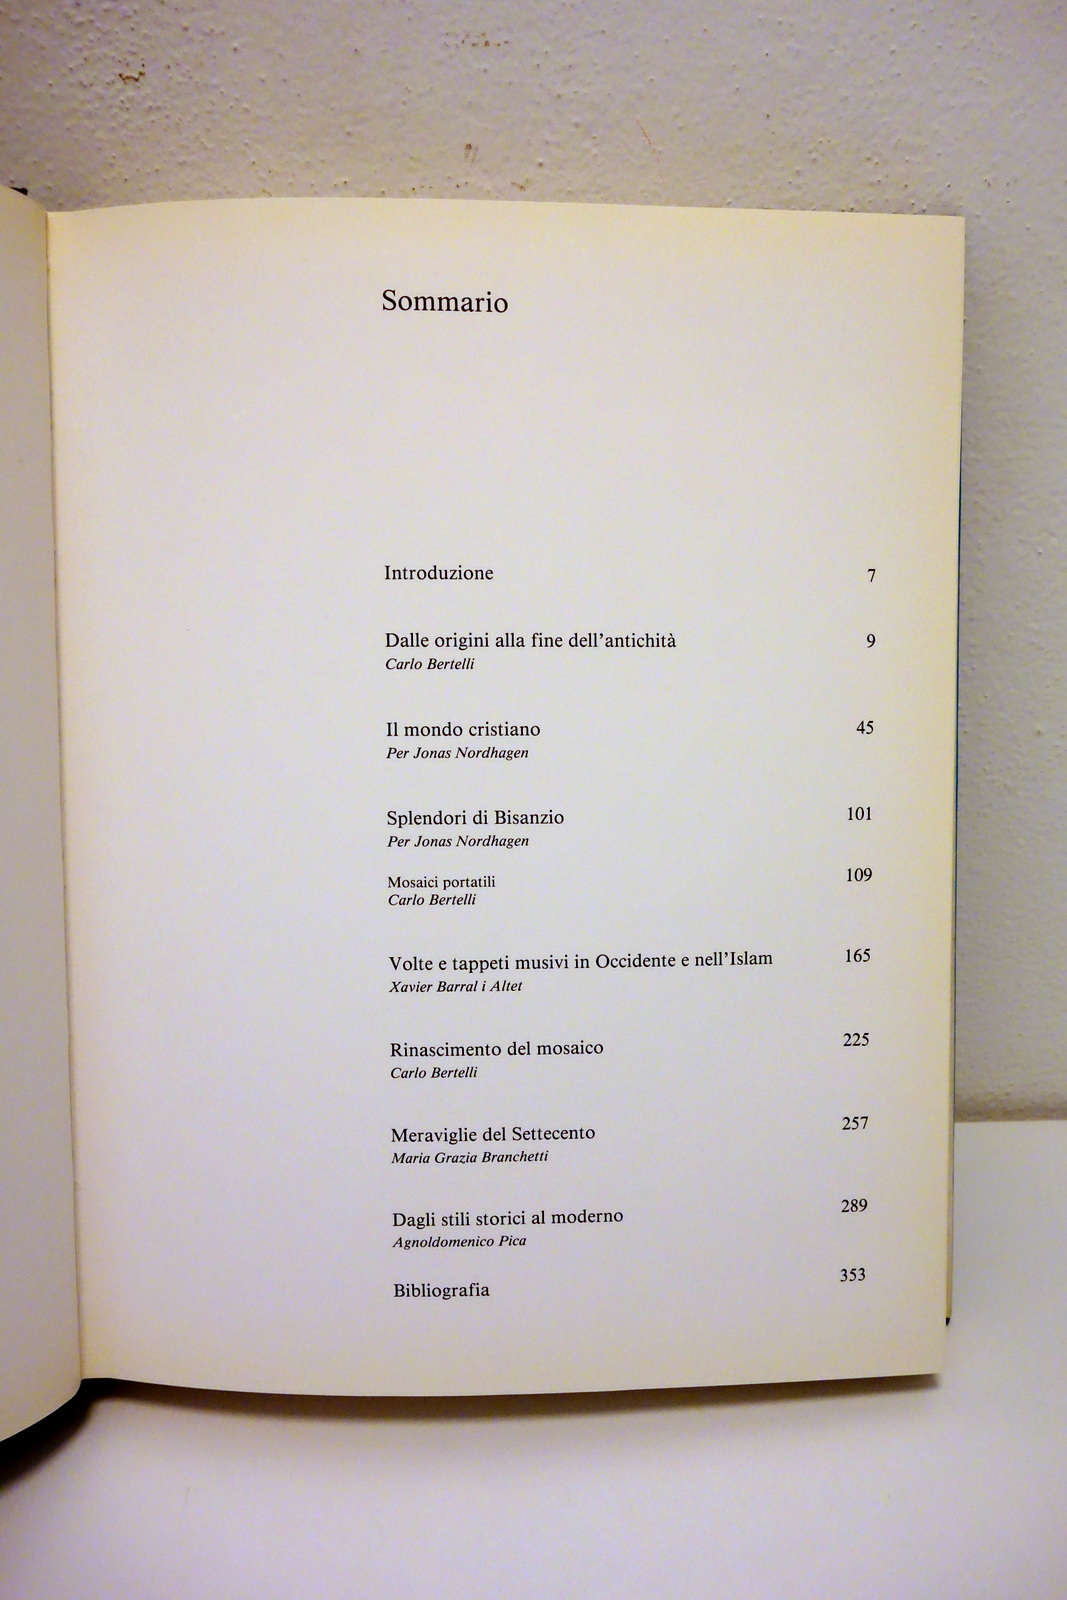 Sommario
Introduzione 7
Dalle origini alla fine dell'antichità 9
Carlo Bertelli
Il mondo cristiano 45
Per Jonas Nordhagen
Splendori di Bisanzio 101
Per Jonas Nordhagen
Mosaici portatili 109
Carlo Bertelli
Volte e tappeti musivi in Occidente e nell'Islam 165
Xavier Barral i Altet
Rinascimento del mosaico 225
Carlo Bertelli
Meraviglie del Settecento 257
Maria Grazia Branchetti
Dagli stili storici al moderno 289
Agnoldomenico Pica
Bibliografia 353